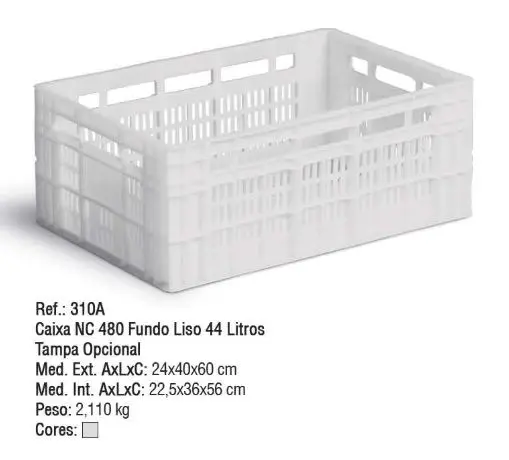 Ref.: 310A
Caixa NC 480 Fundo Liso 44 Litros
Tampa Opcional
Med. Ext. AxLxC: 24x40x60 cm
Med. Int. AxLxC: 22,5x36x56 cm
Peso: 2,110 kg
Cores: